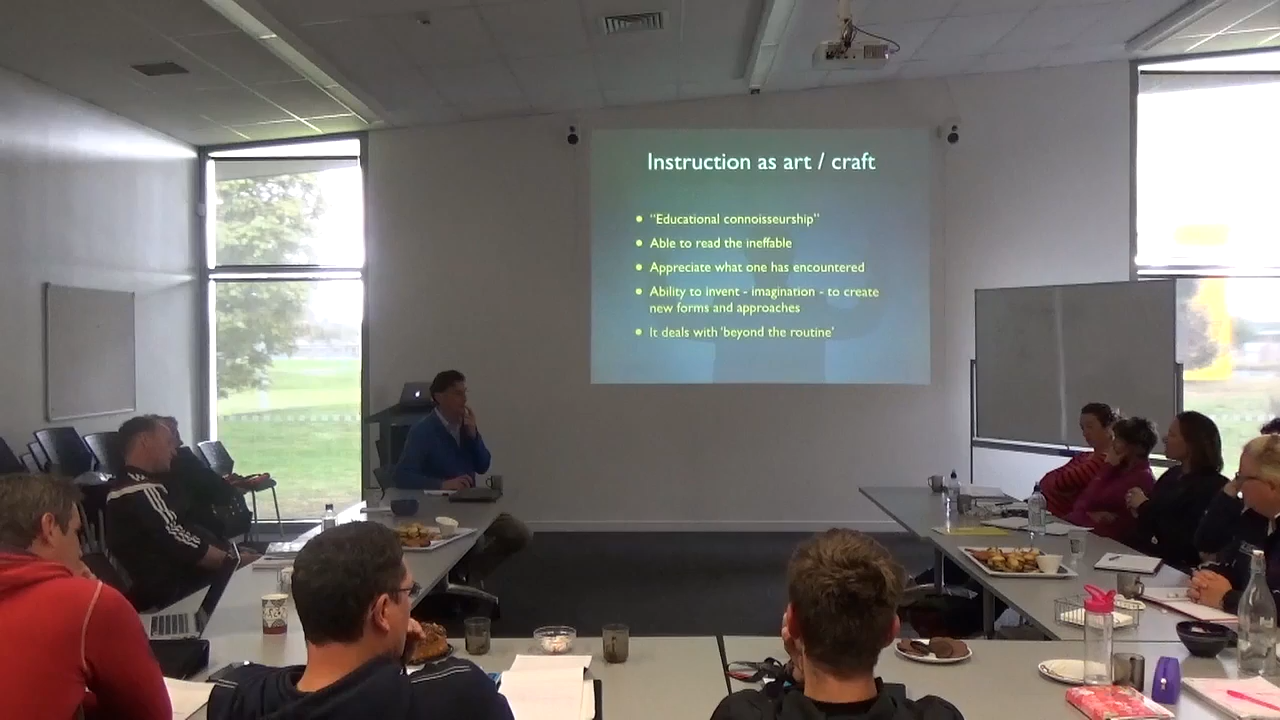 Instruction as art / craft
• "Educational connoisseurship"
• Able to read the ineffable
• Appreciate what one has encountered
• Ability to invent - imagination - to create
new forms and approaches
• It deals with 'beyond the routine'